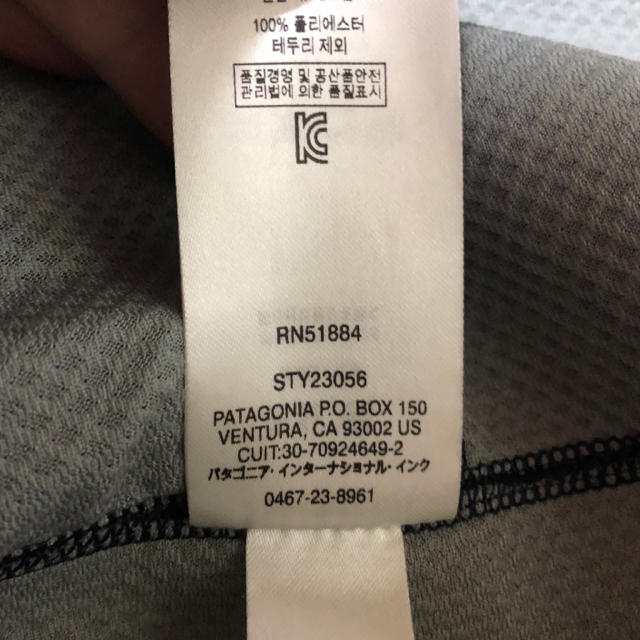 100% 폴리에스터
테두리 제외
품질경영 및 공산품안전
관리법에 의한 품질표시
KC
RN51884
STY23056
PATAGONIA P.O. BOX 150
VENTURA, CA 93002 US
CUIT:30-70924649-2
パタゴニア・インターナショナル・インク
0467-23-8961